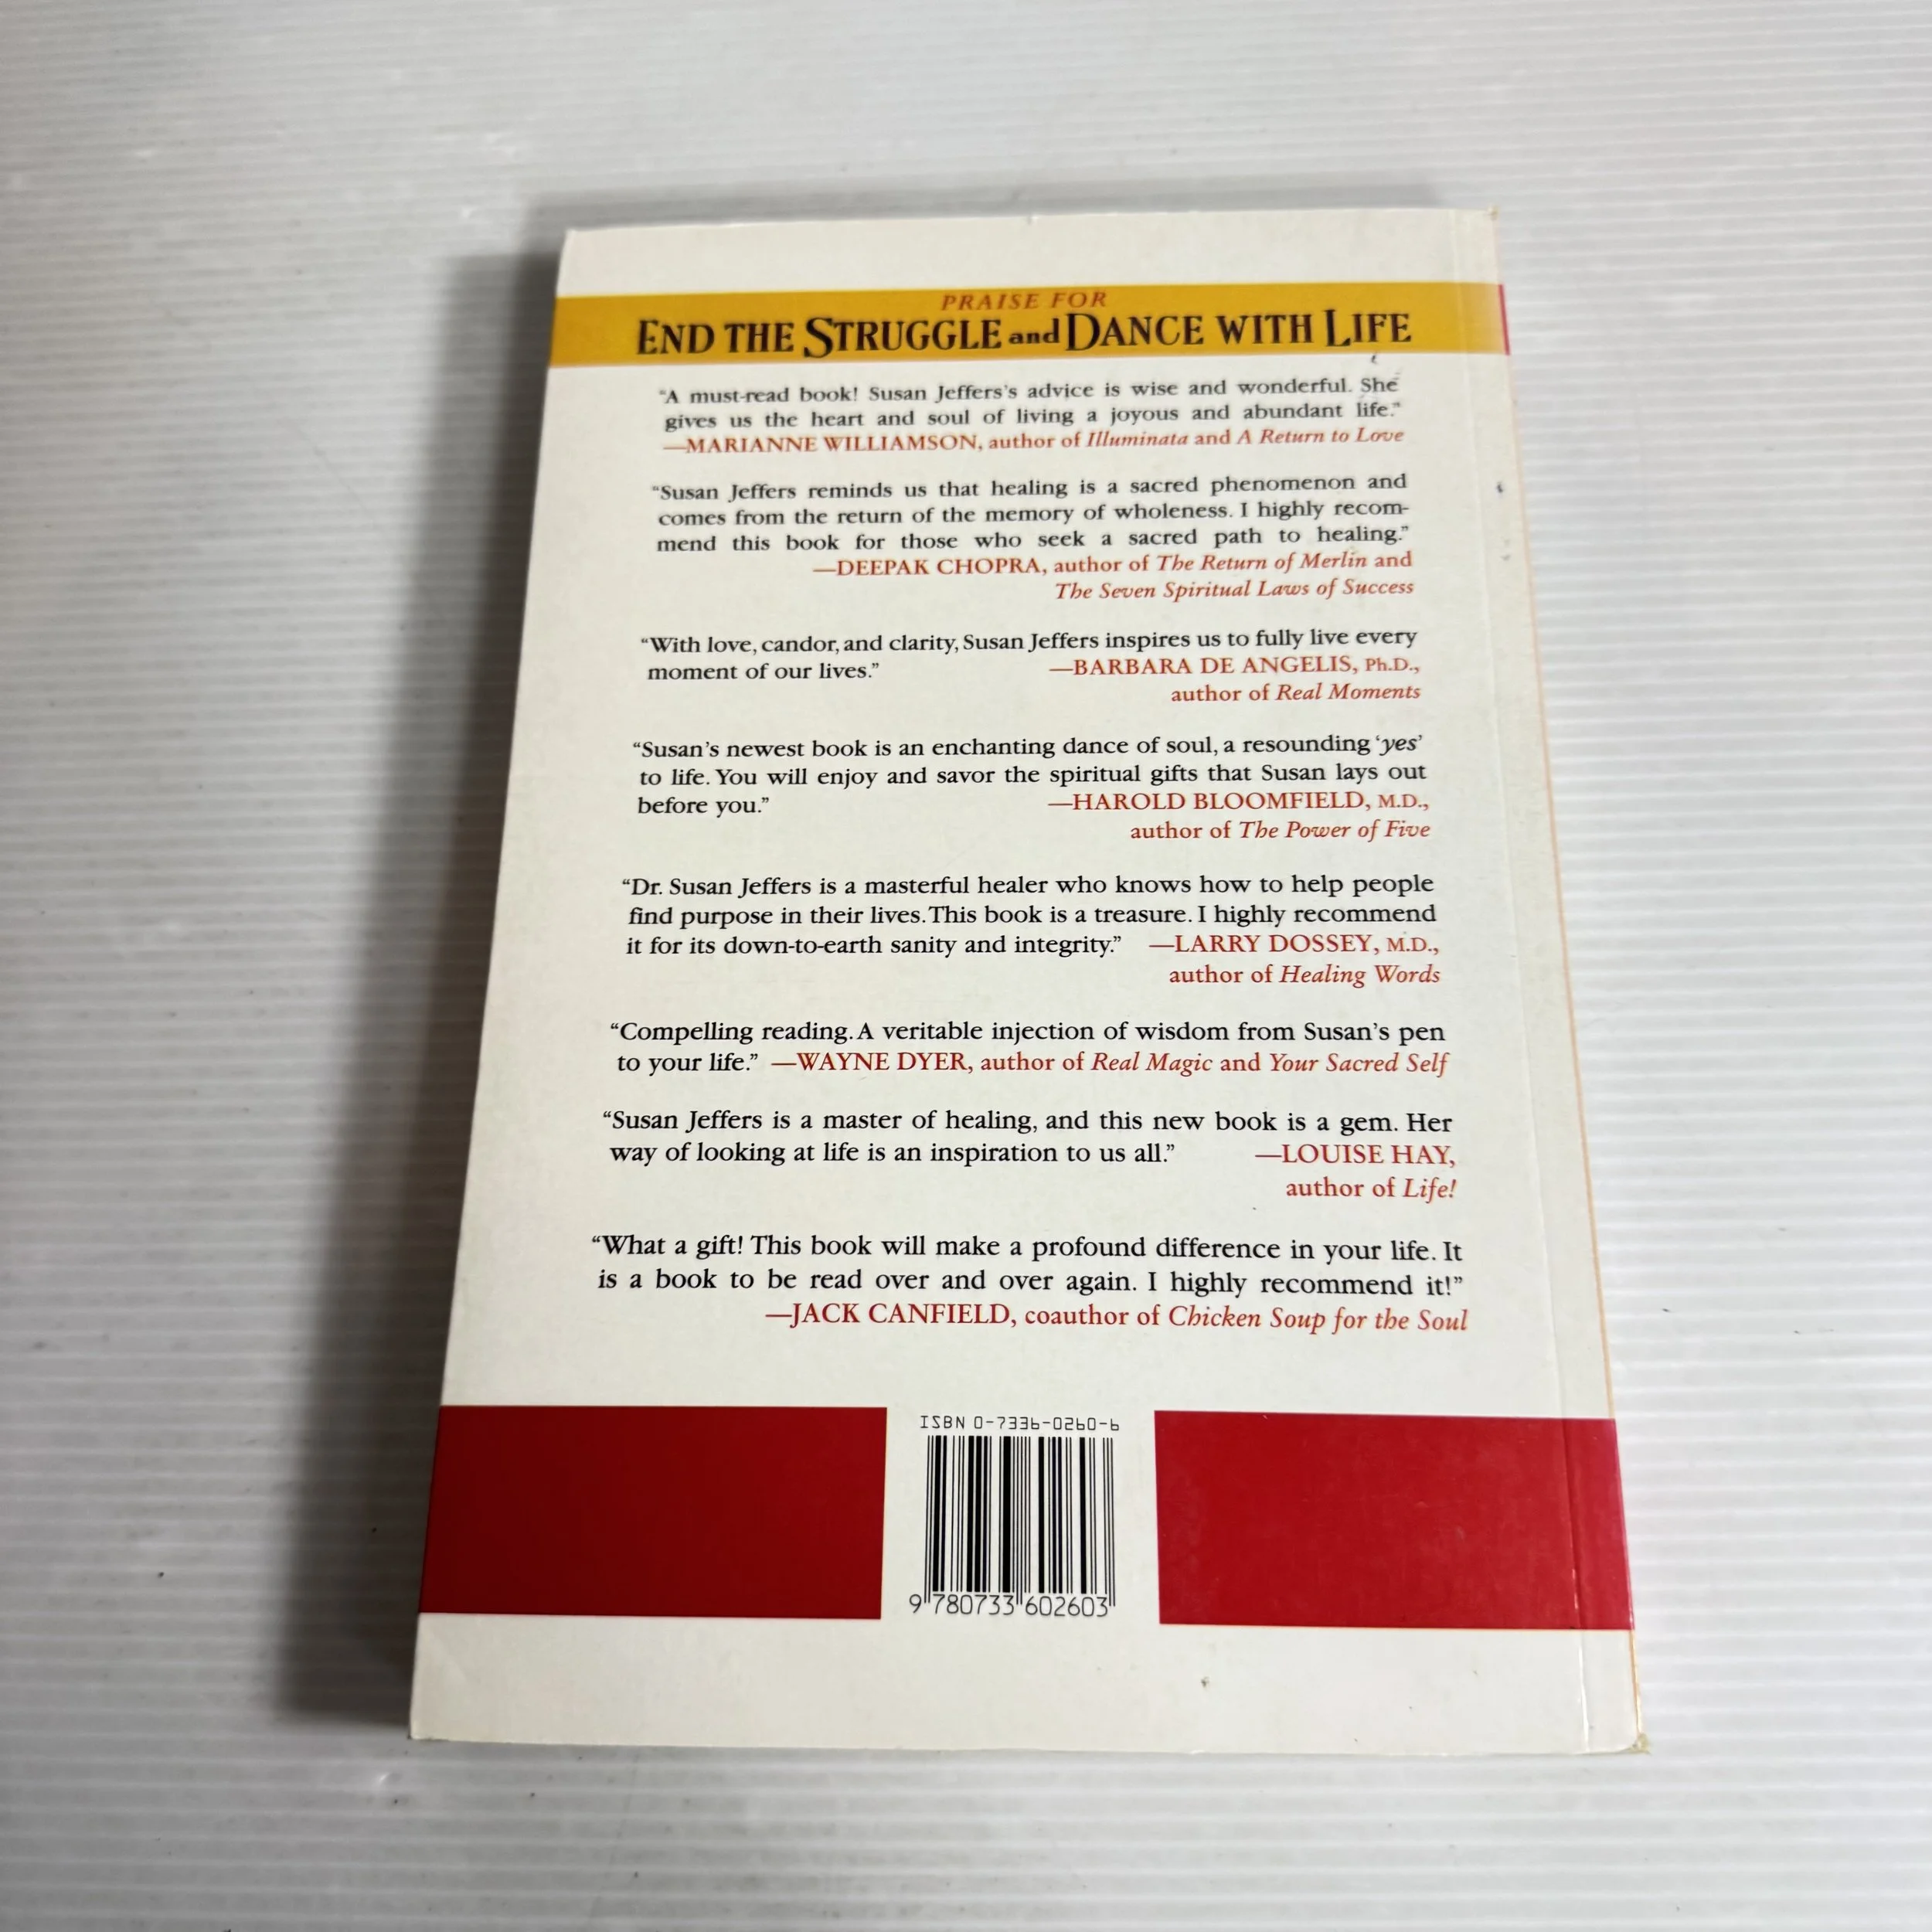 PRAISE FOR
END THE STRUGGLE and DANCE WITH LIFE
"A must-read book! Susan Jeffers's advice is wise and wonderful. She
gives us the heart and soul of living a joyous and abundant life."
—MARIANNE WILLIAMSON, author of Illuminata and A Return to Love
"Susan Jeffers reminds us that healing is a sacred phenomenon and
comes from the return of the memory of wholeness. I highly recom-
mend this book for those who seek a sacred path to healing."
—DEEPAK CHOPRA, author of The Return of Merlin and
The Seven Spiritual Laws of Success
“With love, candor, and clarity, Susan Jeffers inspires us to fully live every
moment of our lives.” —BARBARA DE ANGELIS, Ph.D.,
author of Real Moments
“Susan’s newest book is an enchanting dance of soul, a resounding ‘yes’
to life. You will enjoy and savor the spiritual gifts that Susan lays out
before you.” —HAROLD BLOOMFIELD, M.D.,
author of The Power of Five
“Dr. Susan Jeffers is a masterful healer who knows how to help people
find purpose in their lives. This book is a treasure. I highly recommend
it for its down-to-earth sanity and integrity.” —LARRY DOSSEY, M.D.,
author of Healing Words
“Compelling reading. A veritable injection of wisdom from Susan’s pen
to your life.” —WAYNE DYER, author of Real Magic and Your Sacred Self
“Susan Jeffers is a master of healing, and this new book is a gem. Her
way of looking at life is an inspiration to us all.” —LOUISE HAY,
author of Life!
“What a gift! This book will make a profound difference in your life. It
is a book to be read over and over again. I highly recommend it!”
—JACK CANFIELD, coauthor of Chicken Soup for the Soul
ISBN 0-7336-0260-6
9 780733 602603